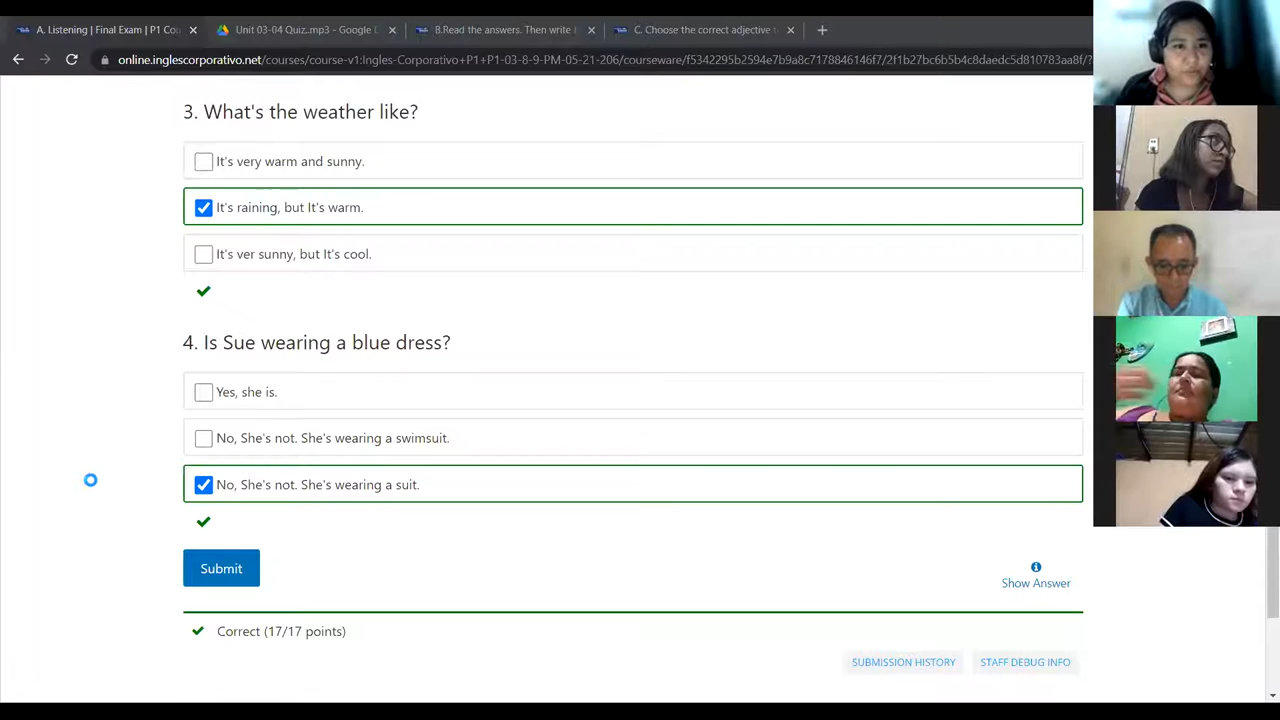 A. Listening | Final Exam | P1 Co
Unit 03-04 Quiz..mp3 - Google D
B.Read the answers. Then write t
C. Choose the correct adjective t
online.inglescorporativo.net/courses/course-v1:Ingles-Corporativo+P1+P1-03-8-9-PM-05-21-206/courseware/f5342295b2594e7b9a8c7178846146f7/2f1b27bc6b5b4c8daedc5d810783aa8f/?
3. What's the weather like?
It's very warm and sunny.
It's raining, but It's warm.
It's ver sunny, but It's cool.
4. Is Sue wearing a blue dress?
Yes, she is.
No, She's not. She's wearing a swimsuit.
No, She's not. She's wearing a suit.
Submit
Show Answer
Correct (17/17 points)
SUBMISSION HISTORY
STAFF DEBUG INFO